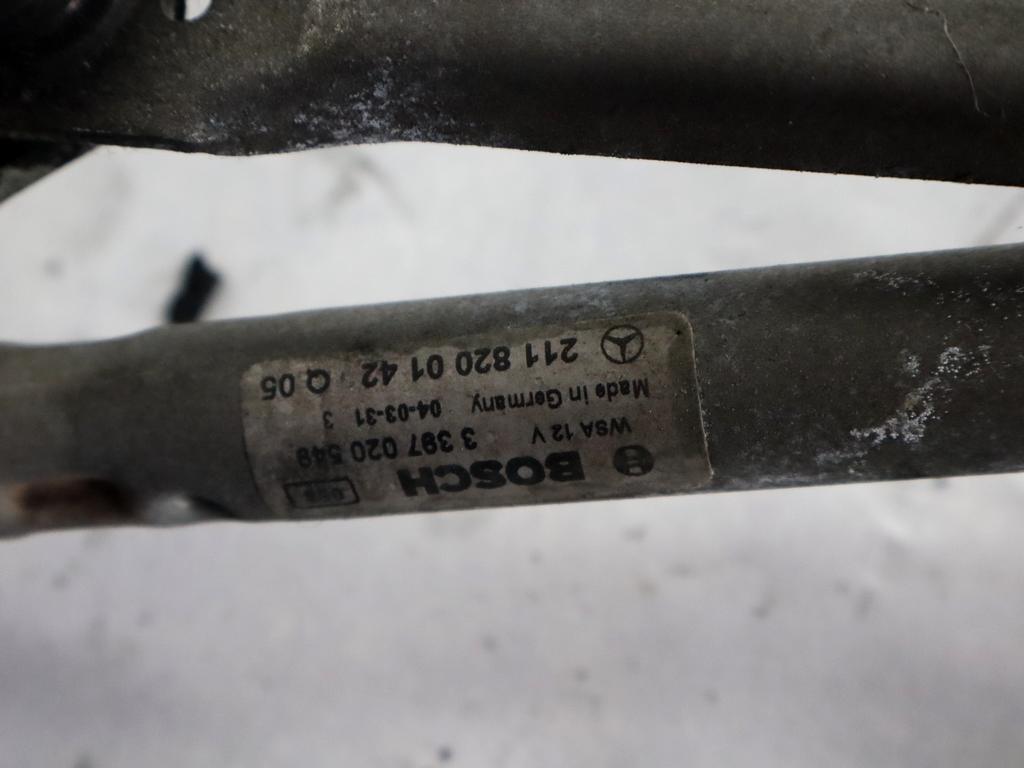 BOSCH
WSA 12 V 3 397 020 549
Made in Germany 04-03-31 3
211 820 01 42 Q 05